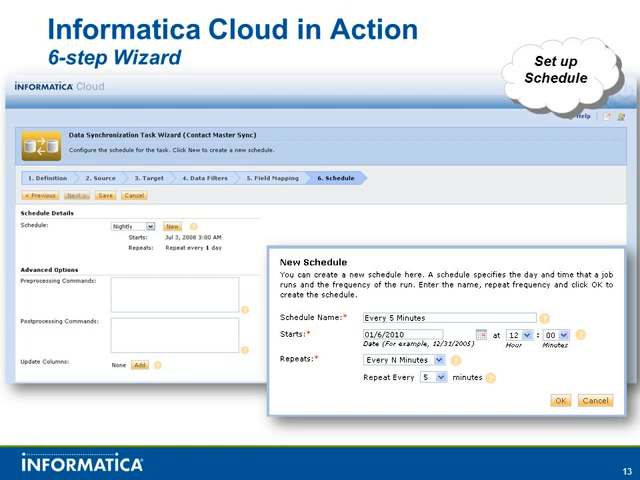 Informatica Cloud in Action
6-step Wizard
Set up
Schedule
INFORMATICA Cloud
Help
Data Synchronization Task Wizard (Contact Master Sync)
Configure the schedule for the task. Click New to create a new schedule.
1. Definition 2. Source 3. Target 4. Data Filters 5. Field Mapping 6. Schedule
< Previous Next > Save Cancel
Schedule Details
Schedule: Nightly New ?
Starts: Jul 3, 2008 3:00 AM
Repeats: Repeat every 1 day
Advanced Options
Preprocessing Commands: ?
Postprocessing Commands: ?
Update Columns: None Add ?
New Schedule
You can create a new schedule here. A schedule specifies the day and time that a job
runs and the frequency of the run. Enter the name, repeat frequency and click OK to
create the schedule.
Schedule Name:* Every 5 Minutes ?
Starts:* 01/6/2010 at 12 : 00 ?
Date (For example, 12/31/2005) Hour Minutes
Repeats:* Every N Minutes ?
Repeat Every 5 minutes ?
OK Cancel
INFORMATICA
13